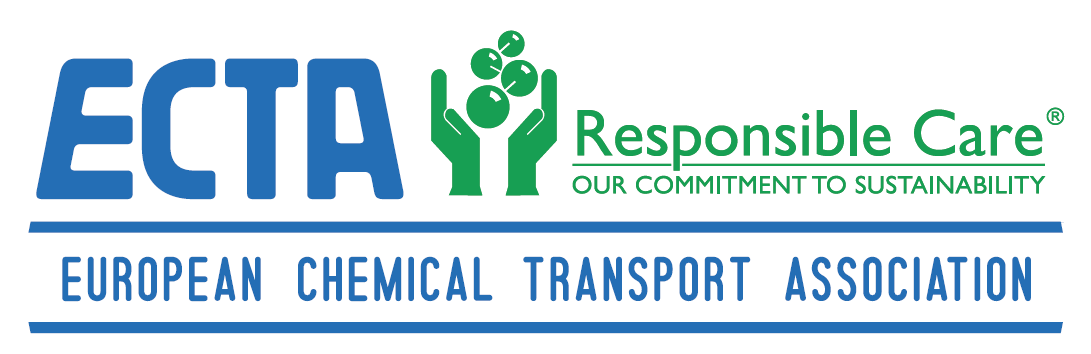 ECTA
Responsible Care®
OUR COMMITMENT TO SUSTAINABILITY
EUROPEAN CHEMICAL TRANSPORT ASSOCIATION